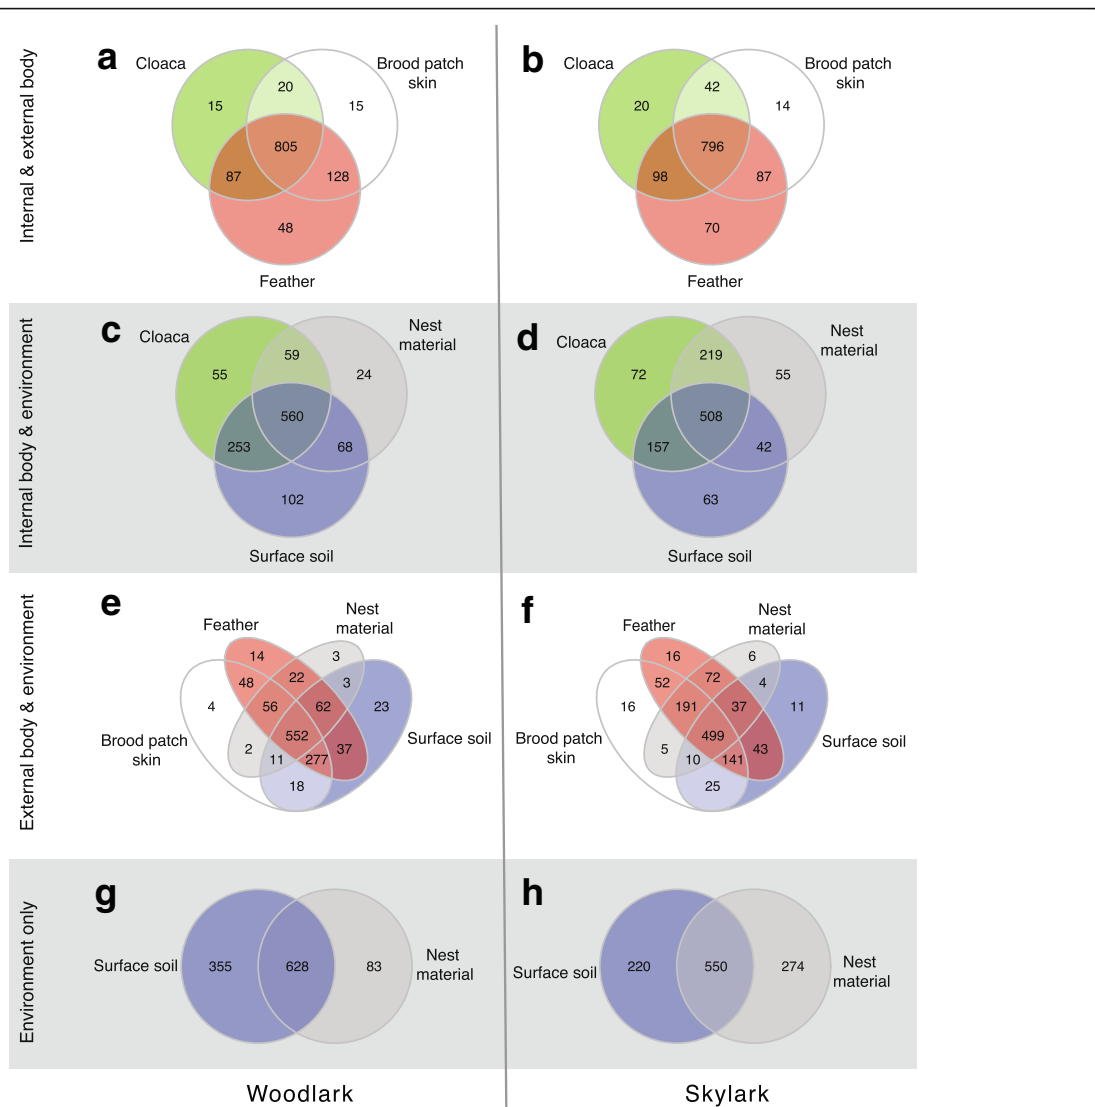 Internal & external body
a
Cloaca
Brood patch
skin
20
15
15
805
87
128
48
Feather
b
Cloaca
Brood patch
skin
42
20
14
796
98
87
70
Feather
Internal body & environment
c
Cloaca
Nest
material
59
55
24
560
253
68
102
Surface soil
d
Cloaca
Nest
material
219
72
55
508
157
42
63
Surface soil
External body & environment
e
Feather
Nest
material
14
3
48
22
3
4
56
62
23
552
Brood patch
skin
Surface soil
2
11
277
37
18
f
Feather
Nest
material
16
6
52
72
4
16
191
37
11
499
Brood patch
skin
Surface soil
5
10
141
43
25
Environment only
g
Surface soil
355
628
83
Nest
material
h
Surface soil
220
550
274
Nest
material
Woodlark
Skylark